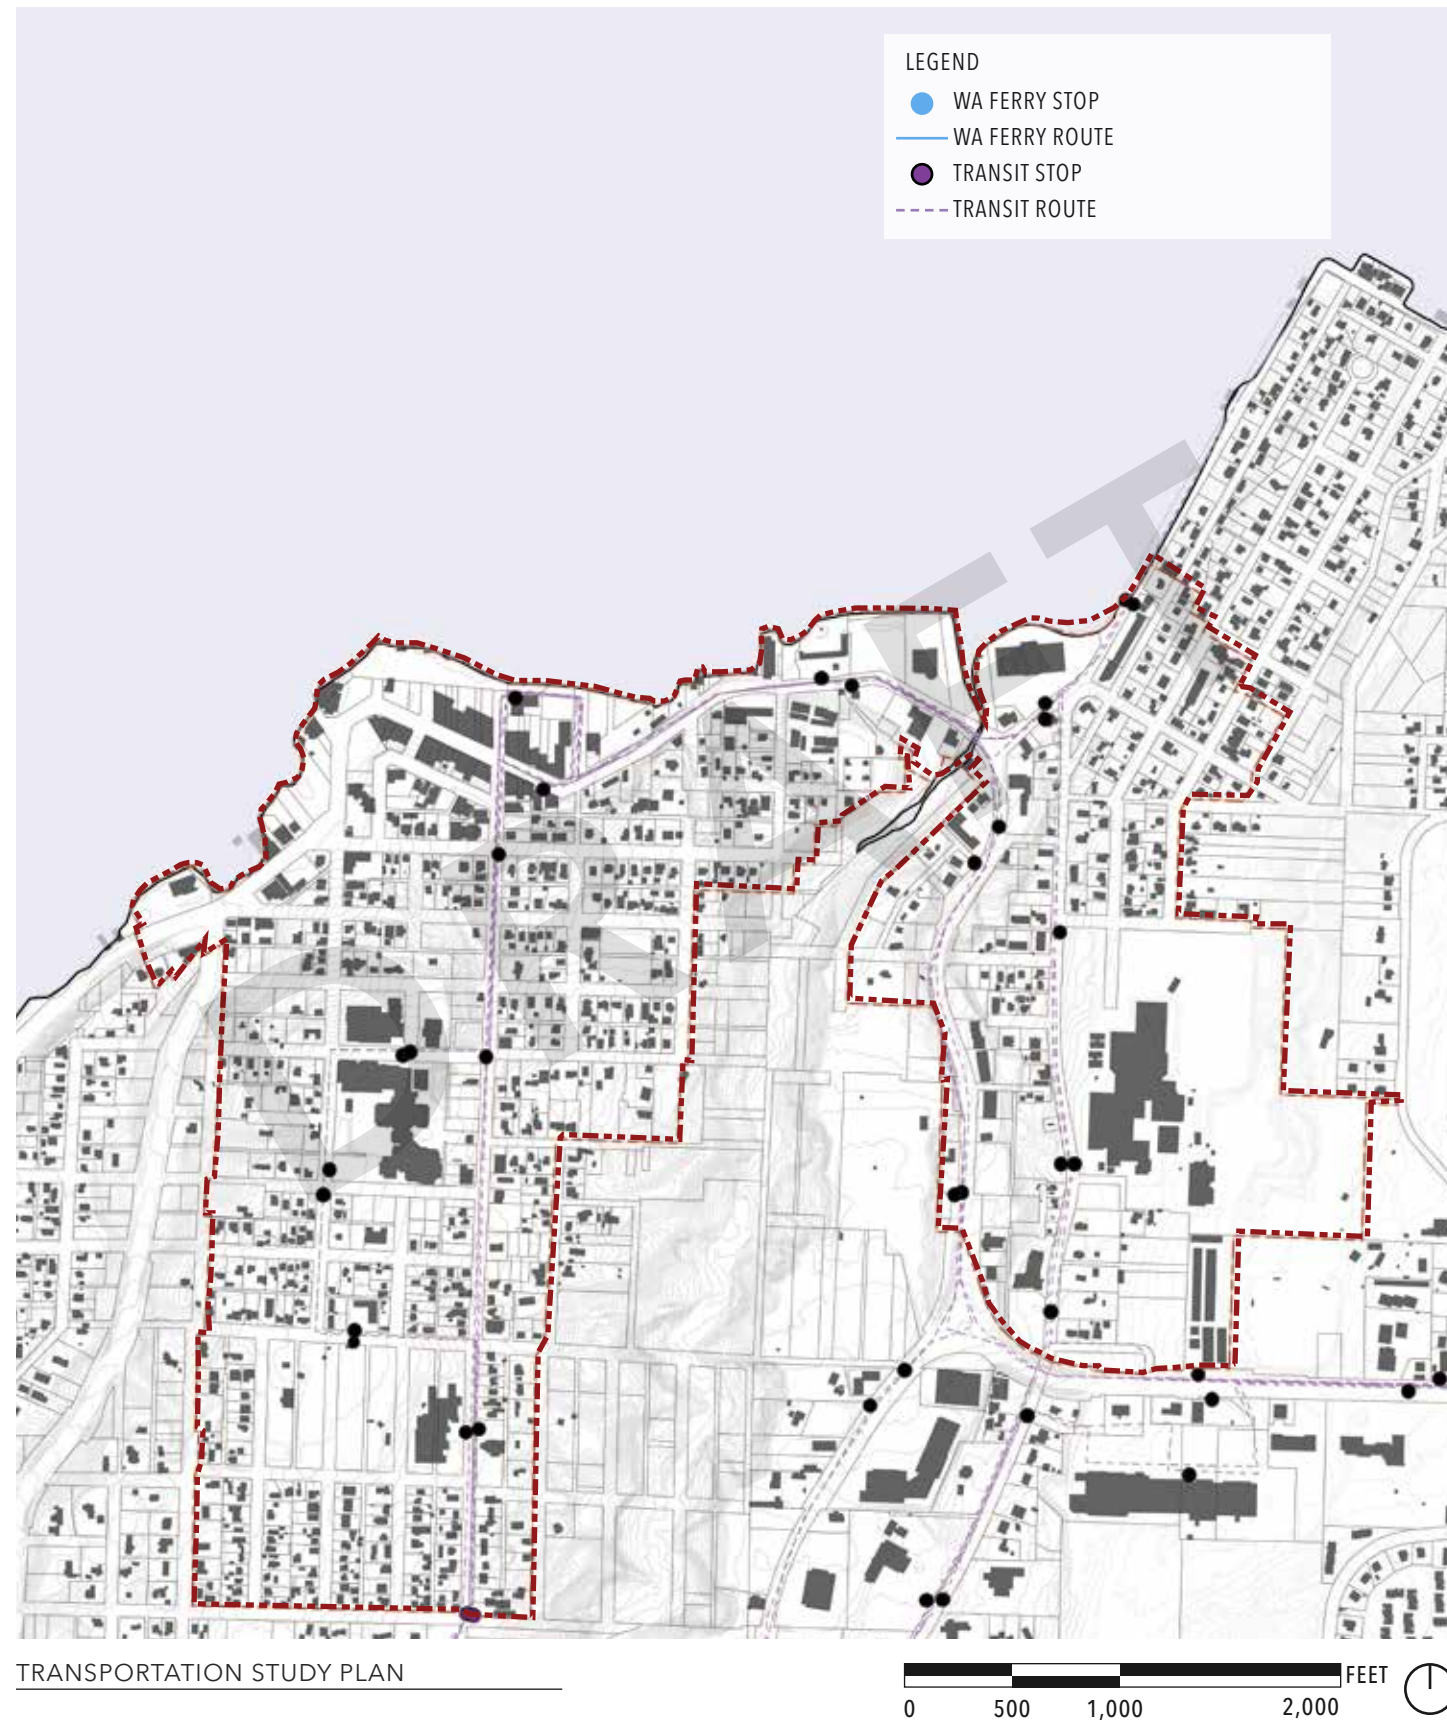 LEGEND
WA FERRY STOP
WA FERRY ROUTE
TRANSIT STOP
TRANSIT ROUTE
DRAFT
TRANSPORTATION STUDY PLAN
FEET
0 500 1,000 2,000